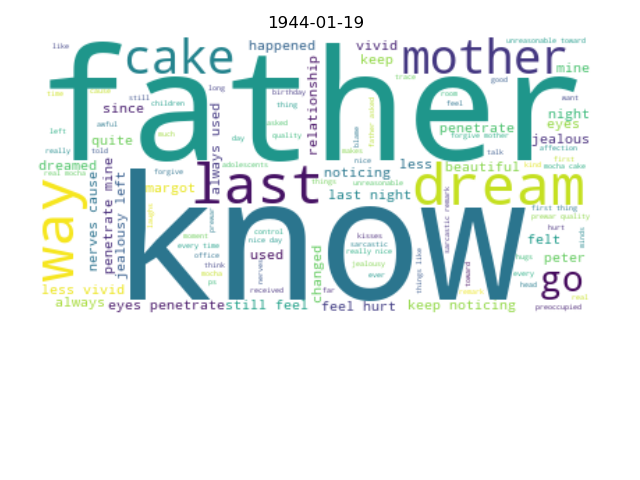 1944-01-19
like
cake
happened
vivid
keep
mother
unreasonable toward
mine
father
time
since
still
children
long
birthday
thing
relationship
trace
good
room
feel
want
night
left
quite
awful
much
always used
day
asked
quality
blame
father asked
penetrate
eyes
jealous
really
told
dreamed
real mocha
adolescents
nice
less
talk
forgive mother
affection
beautiful
kind
first
mocha cake
way
nerves cause
penetrate mine
jealousy left
forgive
margot
last
things
noticing
unreasonable
last night
dream
know
first thing
premar quality
moment
every time
office
think
mocha
ps
control
nice day
used
nerves
received
kisses
sarcastic
really nice
jealousy
ever
changed
far
things like
sarcastic remark
toward
felt
hurt
minds
hugs
peter
every
head
go
real
preoccupied
less vivid
always
eyes penetrate
still feel
feel hurt
keep noticing